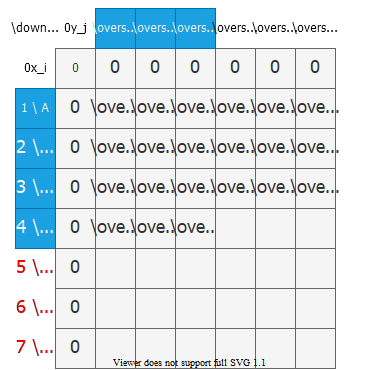 \down... 0y_j \overs... \overs... \overs... \overs... \overs... \overs...
0x_i 0 0 0 0 0 0 0
1 \ A 0 \ove... \ove... \ove... \ove... \ove... \ove...
2 \... 0 \ove... \ove... \ove... \ove... \ove... \ove...
3 \... 0 \ove... \ove... \ove... \ove... \ove... \ove...
4 \... 0 \ove... \ove... \ove...
5 \... 0
6 \... 0
7 \... 0
Viewer does not support full SVG 1.1